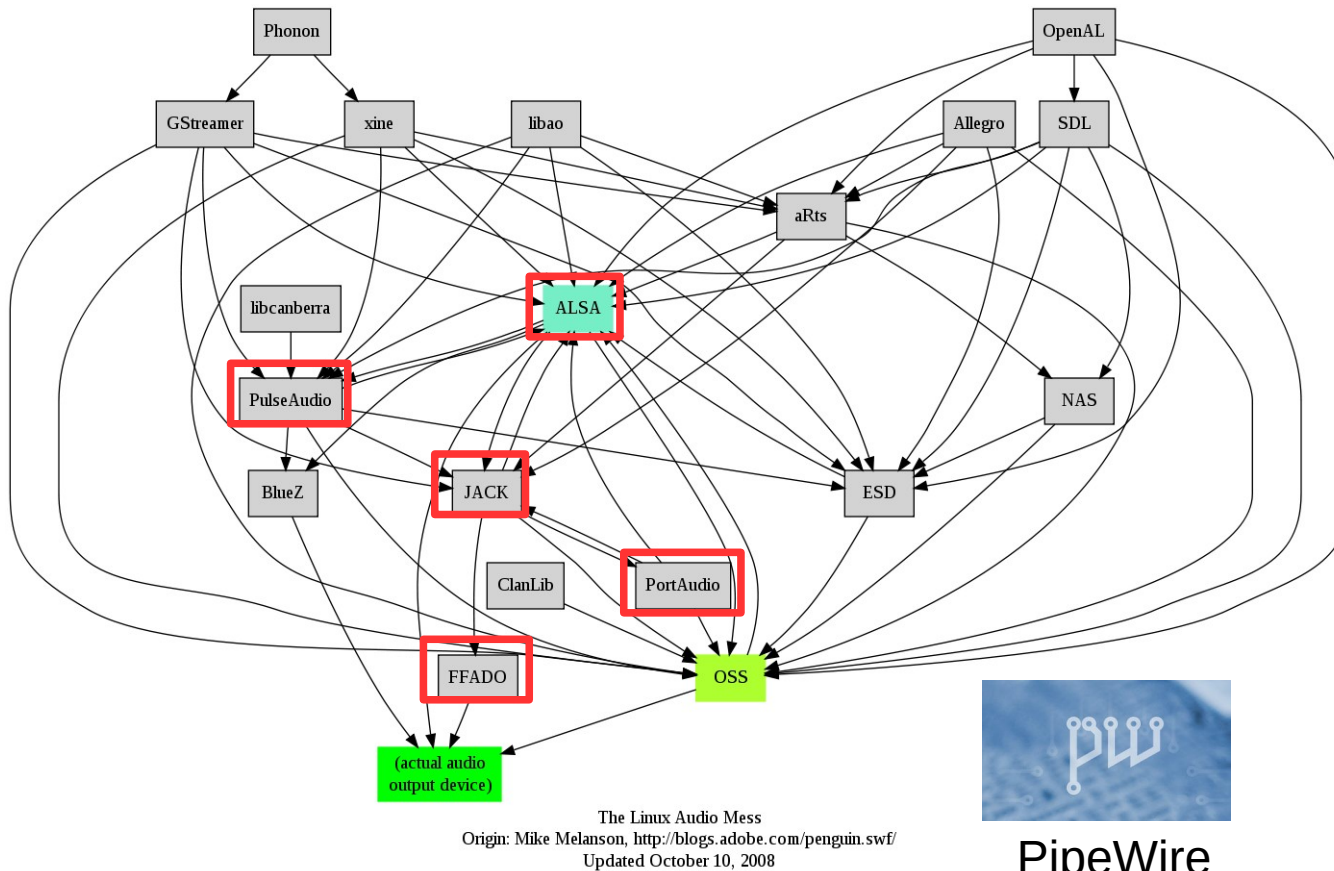 Phonon
OpenAL
GStreamer
xine
libao
Allegro
SDL
aRts
ALSA
libcanberra
PulseAudio
NAS
BlueZ
JACK
ESD
ClanLib
PortAudio
FFADO
OSS
(actual audio
output device)
pw
The Linux Audio Mess
Origin: Mike Melanson, http://blogs.adobe.com/penguin.swf/
Updated October 10, 2008
PipeWire